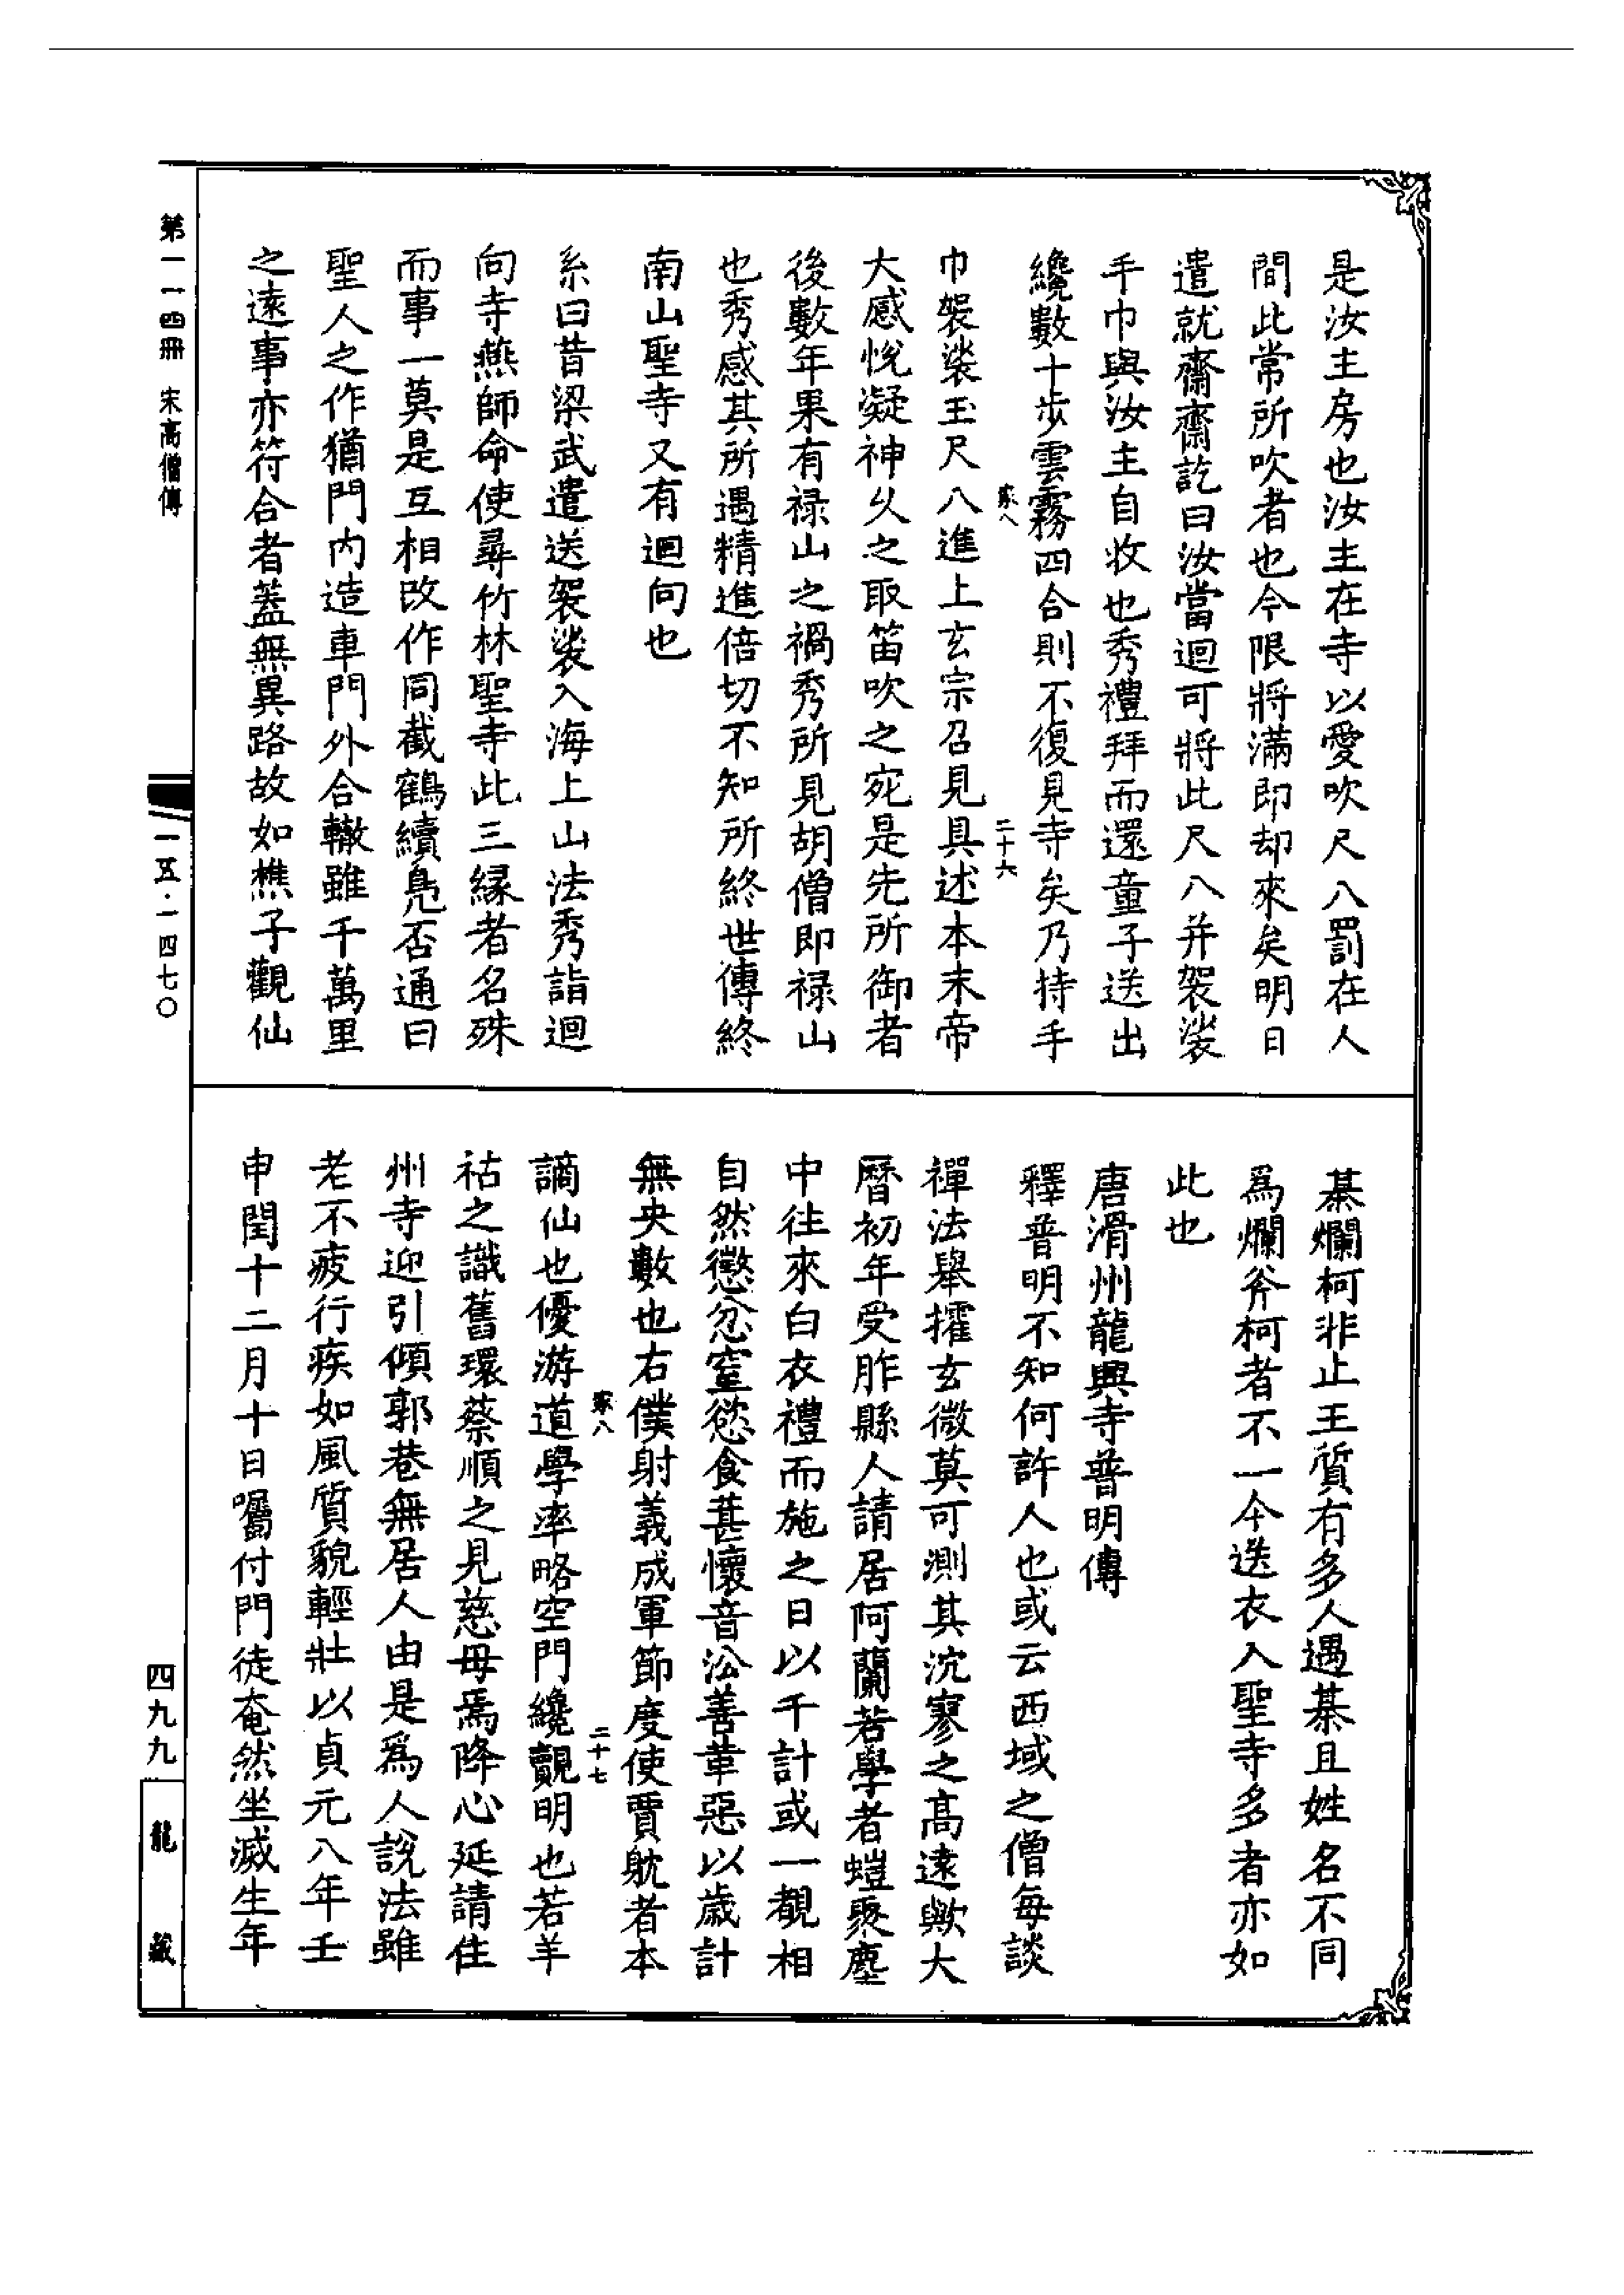 是汝主房也汝主在寺以愛吹尺八罰在人
間此常所吹者也今限將滿即却來矣明日
遣就齋齋訖曰汝當迴可將此尺八并袈裟
手巾與汝主自收也秀禮拜而還童子送出
纔數十步雲霧四合則不復見寺矣乃持手
家八
二十六
巾袈裟玉尺八進上玄宗召見具述本末帝
大感悅凝神久之取笛吹之宛是先所御者
後數年果有祿山之禍秀所見胡僧即祿山
也秀感其所遇精進倍切不知所終世傳終
南山聖寺又有迴向也
系曰昔梁武遣送袈裟入海上山法秀詣迴
向寺燕師命使尋竹林聖寺此三緣者名殊
而事一莫是互相改作同截鶴續鳧否通曰
聖人之作猶門內造車門外合轍雖千萬里
之遠事亦符合者蓋無異路故如樵子觀仙
棊爛柯非止王質有多人遇棊且姓名不同
爲爛斧柯者不一今迭衣入聖寺多者亦如
此也
唐滑州龍興寺普明傳
釋普明不知何許人也或云西域之僧每談
禪法舉擢玄微莫可測其沈寥之高遠歟大
曆初年受胙縣人請居阿蘭若學者螘聚塵
中往來白衣禮而施之日以千計或一覩相
自然懲忿窒慾食葚懷音訟善革惡以歲計
無央數也右僕射義成軍節度使賈躭者本
家八
二十七
謫仙也優游道學率略空門纔覿明也若羊
祜之識舊環蔡順之見慈母焉降心延請住
州寺迎引傾郭巷無居人由是爲人說法雖
老不疲行疾如風質貌輕壯以貞元八年壬
申閏十二月十日囑付門徒奄然坐滅生年
第一一四冊 宋高僧傳
一五·一四七〇
四九九
龍藏